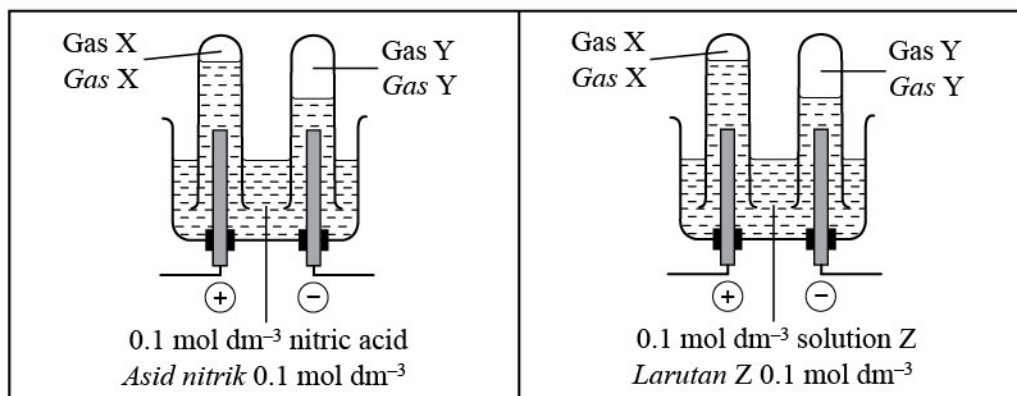 Gas X
Gas X
Gas Y
Gas Y
+
−
0.1 mol dm⁻³ nitric acid
Asid nitrik 0.1 mol dm⁻³
Gas X
Gas X
Gas Y
Gas Y
+
−
0.1 mol dm⁻³ solution Z
Larutan Z 0.1 mol dm⁻³